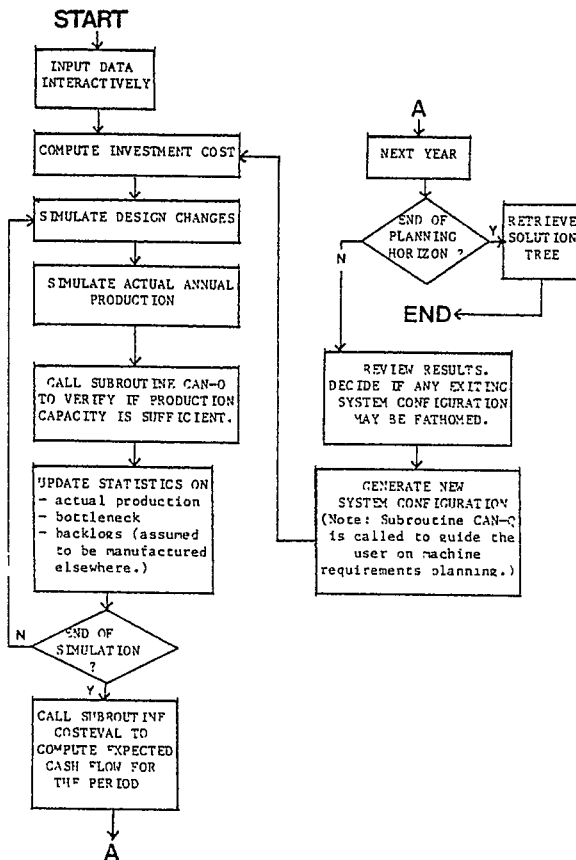 START
INPUT DATA
INTERACTIVELY
COMPUTE INVESTMENT COST
SIMULATE DESIGN CHANGES
SIMULATE ACTUAL ANNUAL
PRODUCTION
CALL SUBROUTINE CAN-Q
TO VERIFY IF PRODUCTION
CAPACITY IS SUFFICIENT.
UPDATE STATISTICS ON
- actual production
- bottleneck
- backlogs (assumed
to be manufactured
elsewhere.)
N
END OF
SIMULATION
?
Y
CALL SUBROUTINE
COSTEVAL TO
COMPUTE EXPECTED
CASH FLOW FOR
THE PERIOD
A
A
NEXT YEAR
END OF
PLANNING
HORIZON ?
Y
N
RETRIEVE
SOLUTION
TREE
END
REVIEW RESULTS.
DECIDE IF ANY EXITING
SYSTEM CONFIGURATION
MAY BE FATHOMED.
GENERATE NEW
SYSTEM CONFIGURATION
(Note: Subroutine CAN-Q
is called to guide the
user on machine
requirements planning.)